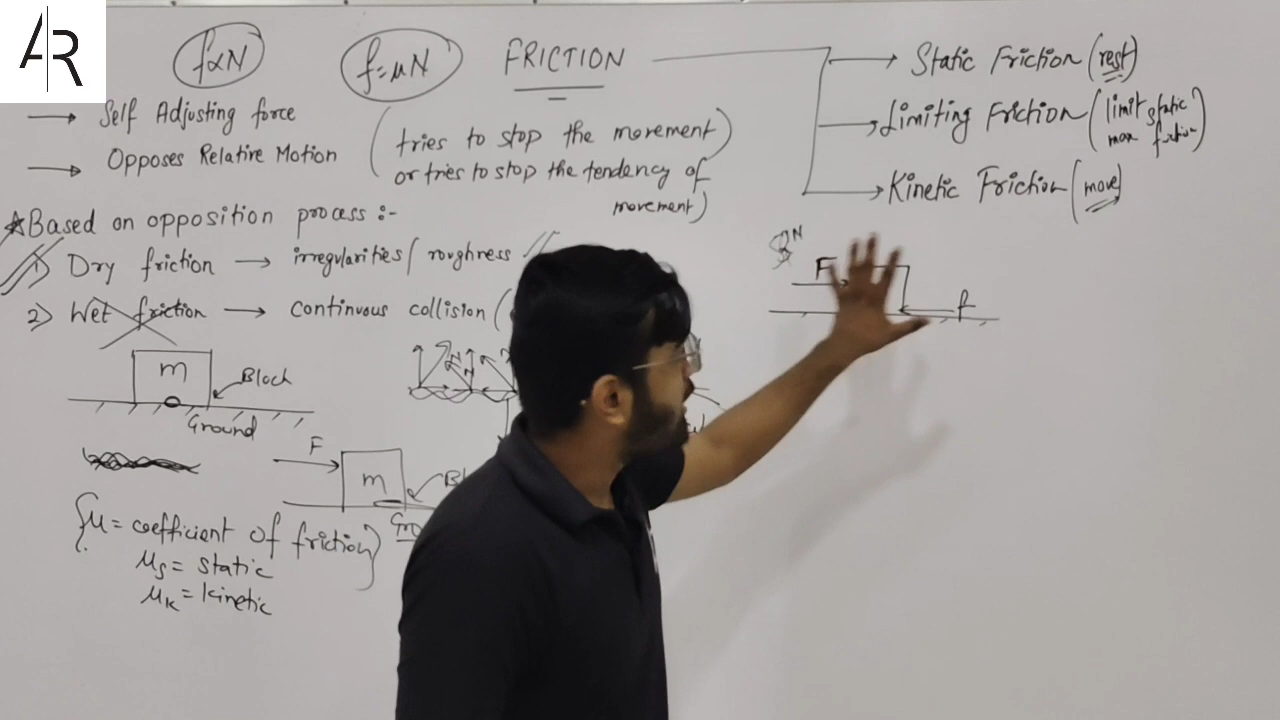 AR
f∝N
f=μN
FRICTION
→ Static Friction (rest)
→ Limiting Friction (limit static
max friction)
→ Kinetic Friction (move)
→ Self Adjusting force
→ Opposes Relative Motion
(tries to stop the movement
or tries to stop the tendency of
movement)
★Based on opposition process:-
1) Dry friction → irregularities/roughness
2) Wet friction → continuous collision (
m
Block
Ground
F
m
{μ= coefficient of friction}
μs= static
μk= kinetic
N
F
f